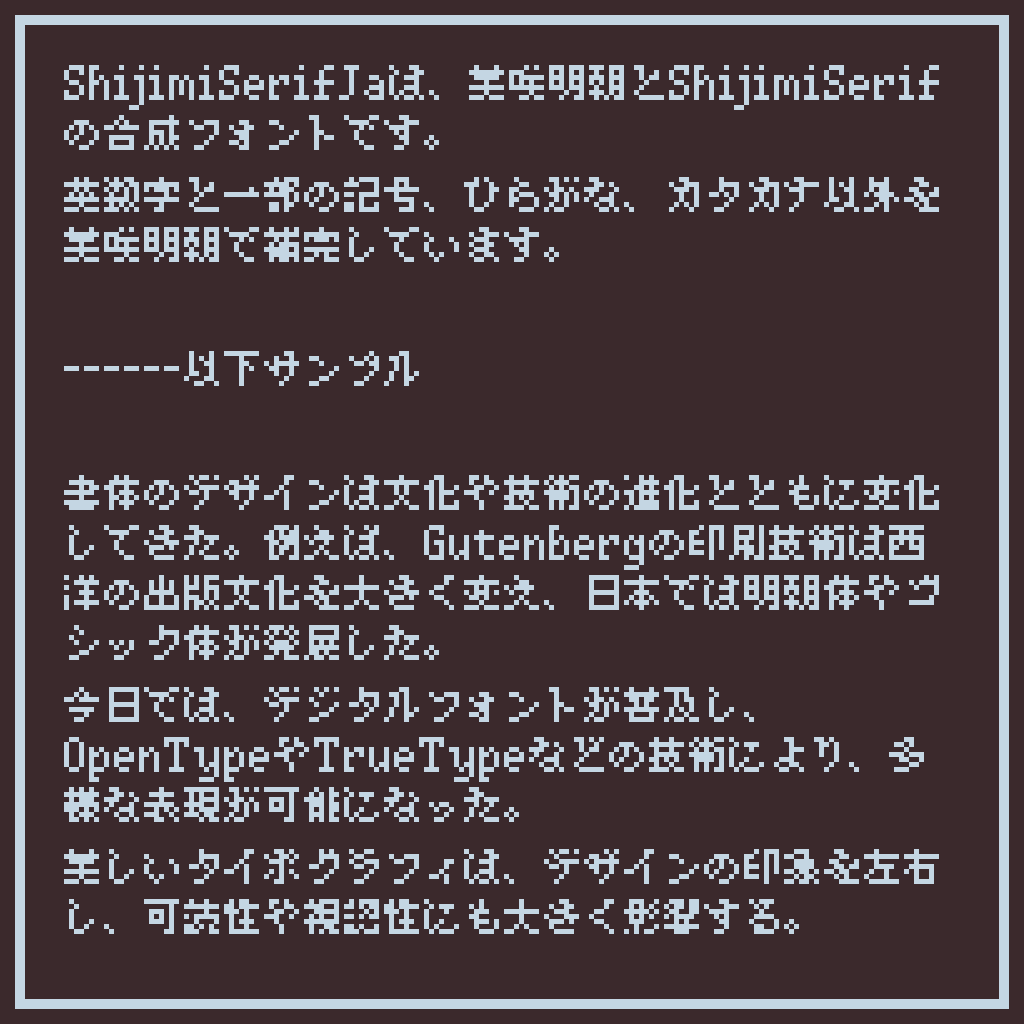 ShijimiSerifJaは、美咲明朝とShijimiSerif
の合成フォントです。
英数字と一部の記号、ひらがな、カタカナ以外を
美咲明朝で補完しています。
------以下サンプル
書体のデザインは文化や技術の進化とともに変化
してきた。例えば、Gutenbergの印刷技術は西
洋の出版文化を大きく変え、日本では明朝体やゴ
シック体が発展した。
今日では、デジタルフォントが普及し、
OpenTypeやTrueTypeなどの技術により、多
様な表現が可能になった。
美しいタイポグラフィは、デザインの印象を左右
し、可読性や視認性にも大きく影響する。